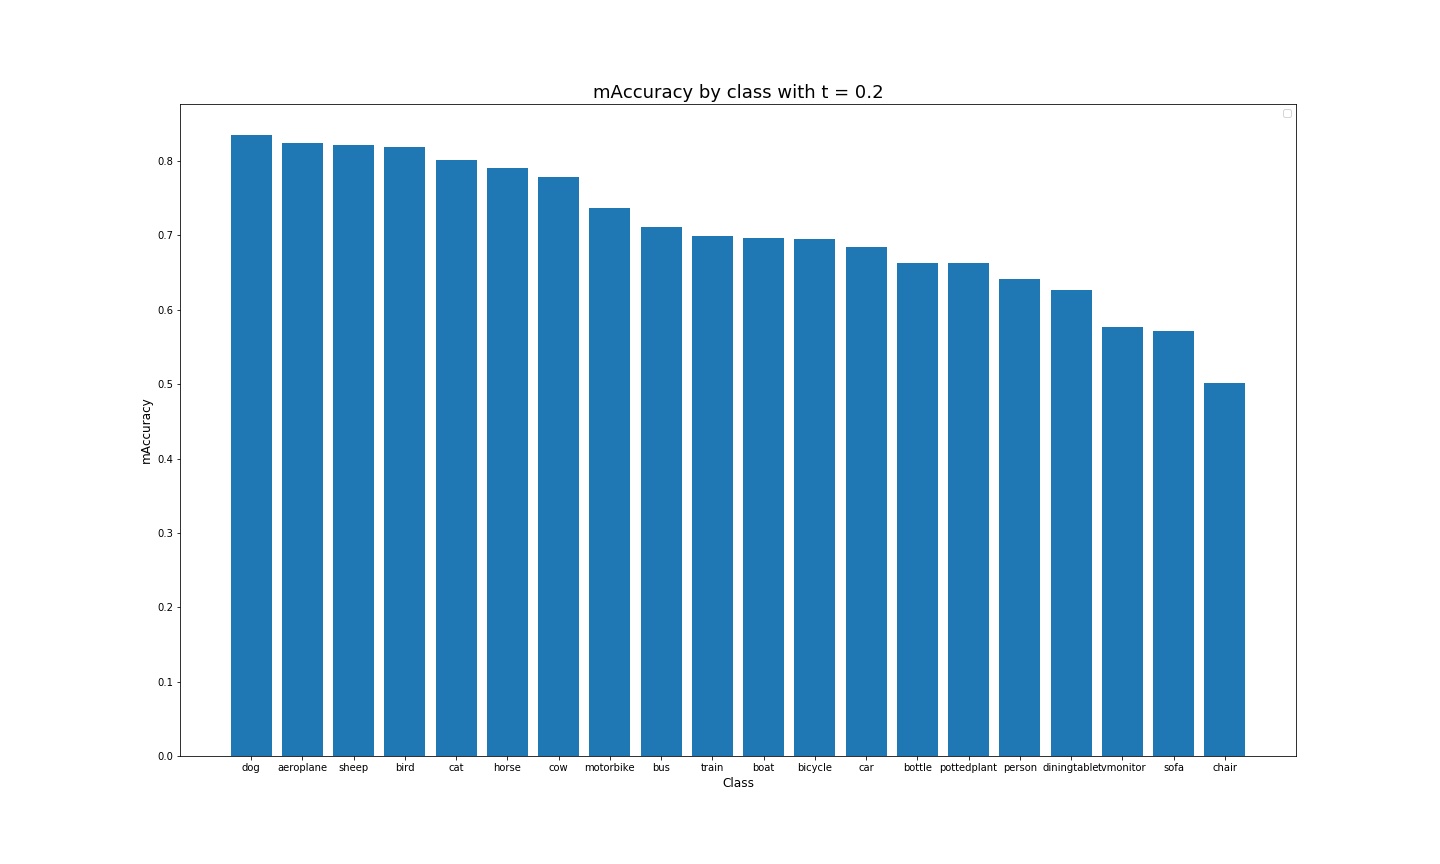 mAccuracy by class with t = 0.2
0.8
0.7
0.6
0.5
0.4
0.3
0.2
0.1
0.0
mAccuracy
dog aeroplane sheep bird cat horse cow motorbike bus train boat bicycle car bottle pottedplant person diningtable tvmonitor sofa chair
Class